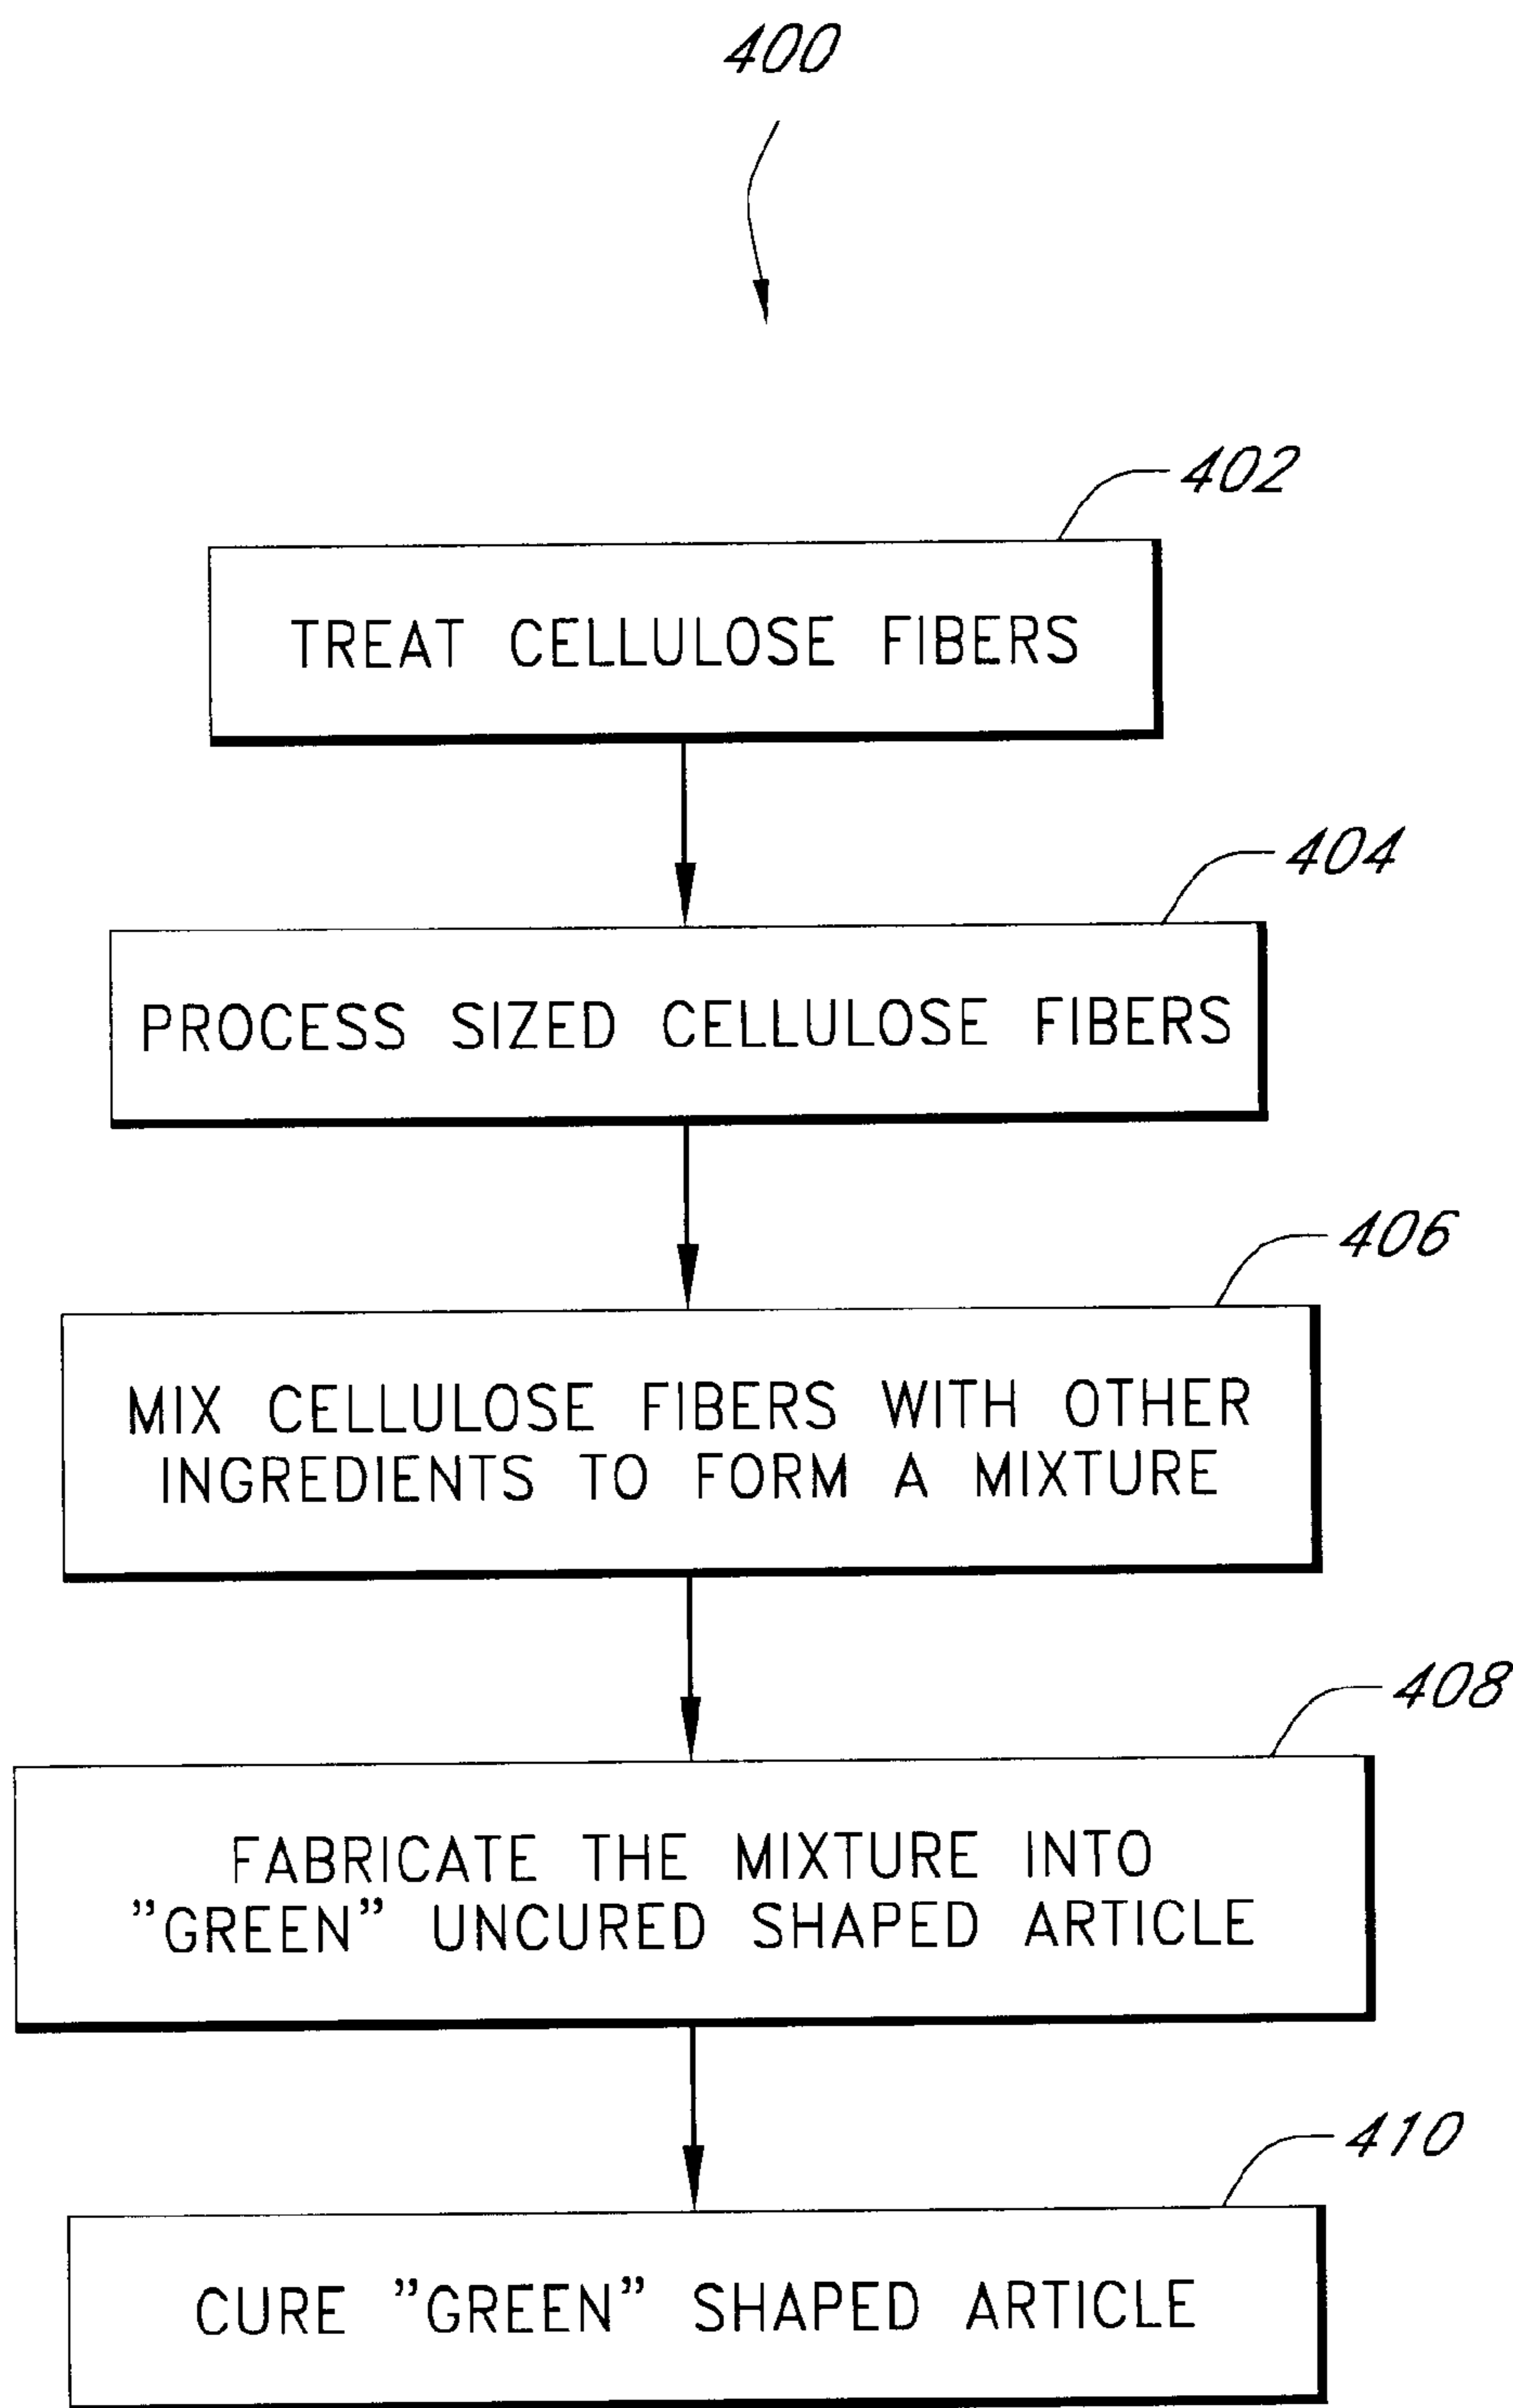 400
402
TREAT CELLULOSE FIBERS
404
PROCESS SIZED CELLULOSE FIBERS
406
MIX CELLULOSE FIBERS WITH OTHER
INGREDIENTS TO FORM A MIXTURE
408
FABRICATE THE MIXTURE INTO
”GREEN” UNCURED SHAPED ARTICLE
410
CURE ”GREEN” SHAPED ARTICLE